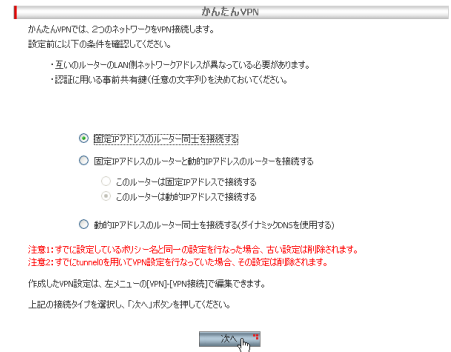 かんたんVPN
かんたんVPNでは、2つのネットワークをVPN接続します。
設定前に以下の条件を確認してください。
・互いのルーターのLAN側ネットワークアドレスが異なっている必要があります。
・認証に用いる事前共有鍵(任意の文字列)を決めておいてください。
固定IPアドレスのルーター同士を接続する
固定IPアドレスのルーターと動的IPアドレスのルーターを接続する
このルーターは固定IPアドレスで接続する
このルーターは動的IPアドレスで接続する
動的IPアドレスのルーター同士を接続する(ダイナミックDNSを使用する)
注意1:すでに設定しているポリシー名と同一の設定を行なった場合、古い設定は削除されます。
注意2:すでにtunnel0を用いてVPN設定を行なっていた場合、その設定は削除されます。
作成したVPN設定は、左メニューの[VPN]-[VPN接続]で編集できます。
上記の接続タイプを選択し、「次へ」ボタンを押してください。
次へ